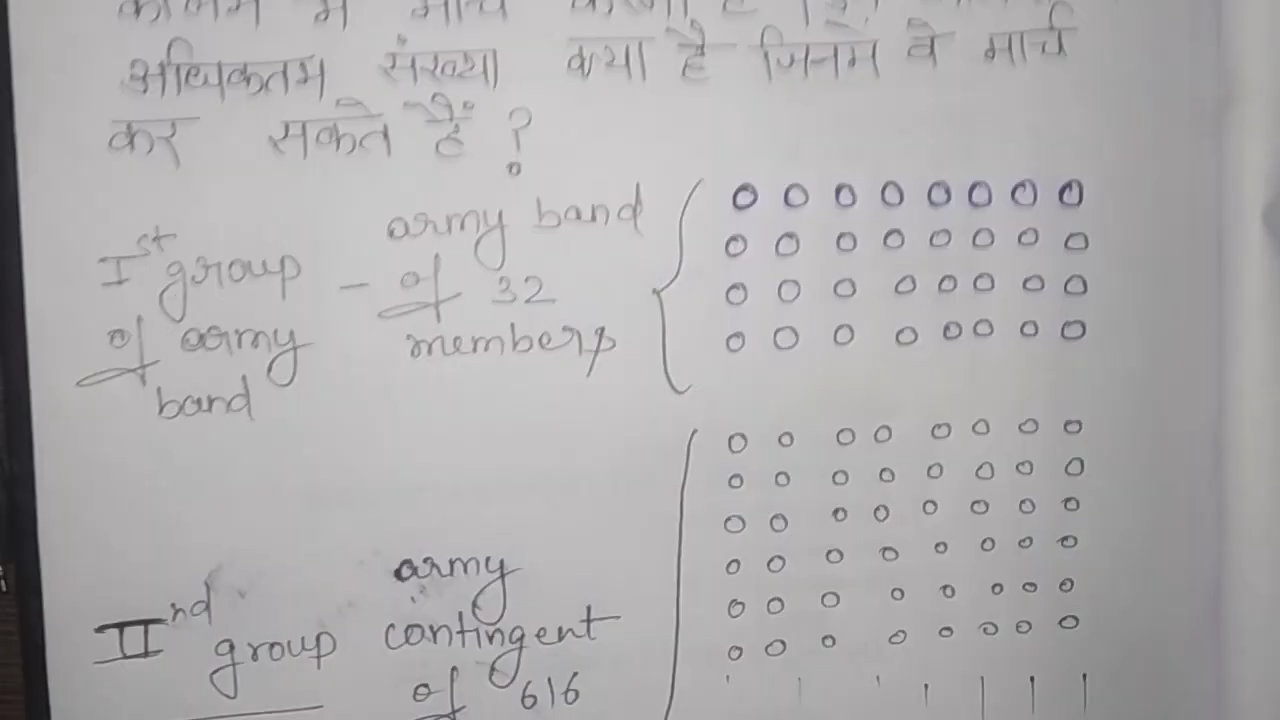 अधिकतम संख्या क्या है जिनमे वे मार्च
कर सकते हैं ?
Ist group of army band - army band of 32 members
IInd group army contingent of 616